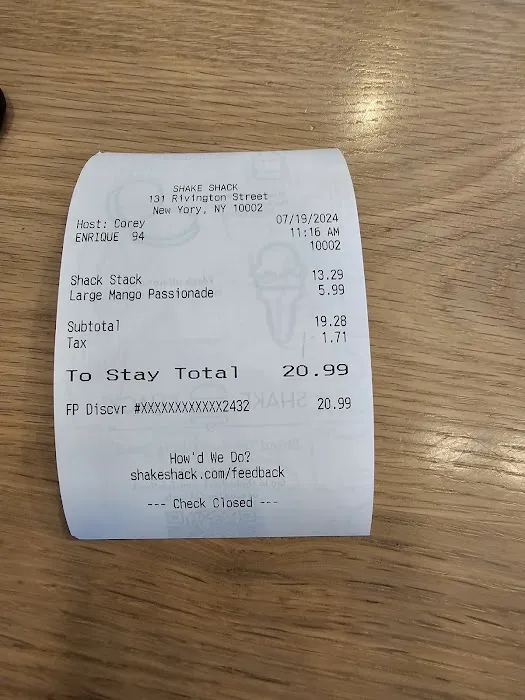 SHAKE SHACK
131 Rivington Street
New Yory, NY 10002
Host: Corey 07/19/2024
ENRIQUE 94 11:16 AM
10002
Shack Stack 13.29
Large Mango Passionade 5.99
Subtotal 19.28
Tax 1.71
To Stay Total 20.99
FP Discvr #XXXXXXXXXXXX2432 20.99
How'd We Do?
shakeshack.com/feedback
--- Check Closed ---